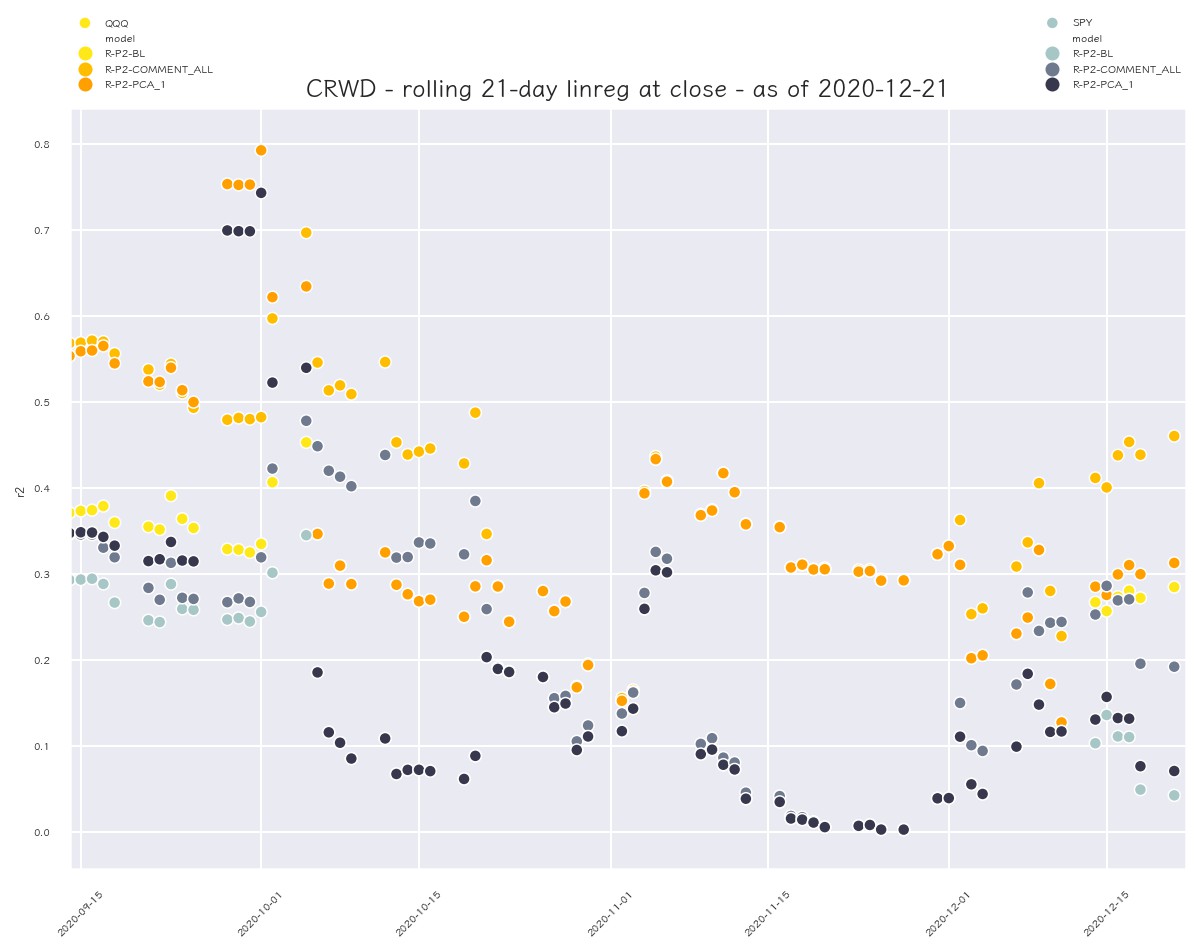 QQQ
model
R-P2-BL
R-P2-COMMENT_ALL
R-P2-PCA_1
SPY
model
R-P2-BL
R-P2-COMMENT_ALL
R-P2-PCA_1
CRWD - rolling 21-day linreg at close - as of 2020-12-21
0.8
0.7
0.6
0.5
0.4
0.3
0.2
0.1
0.0
r2
2020-09-15
2020-10-01
2020-10-15
2020-11-01
2020-11-15
2020-12-01
2020-12-15